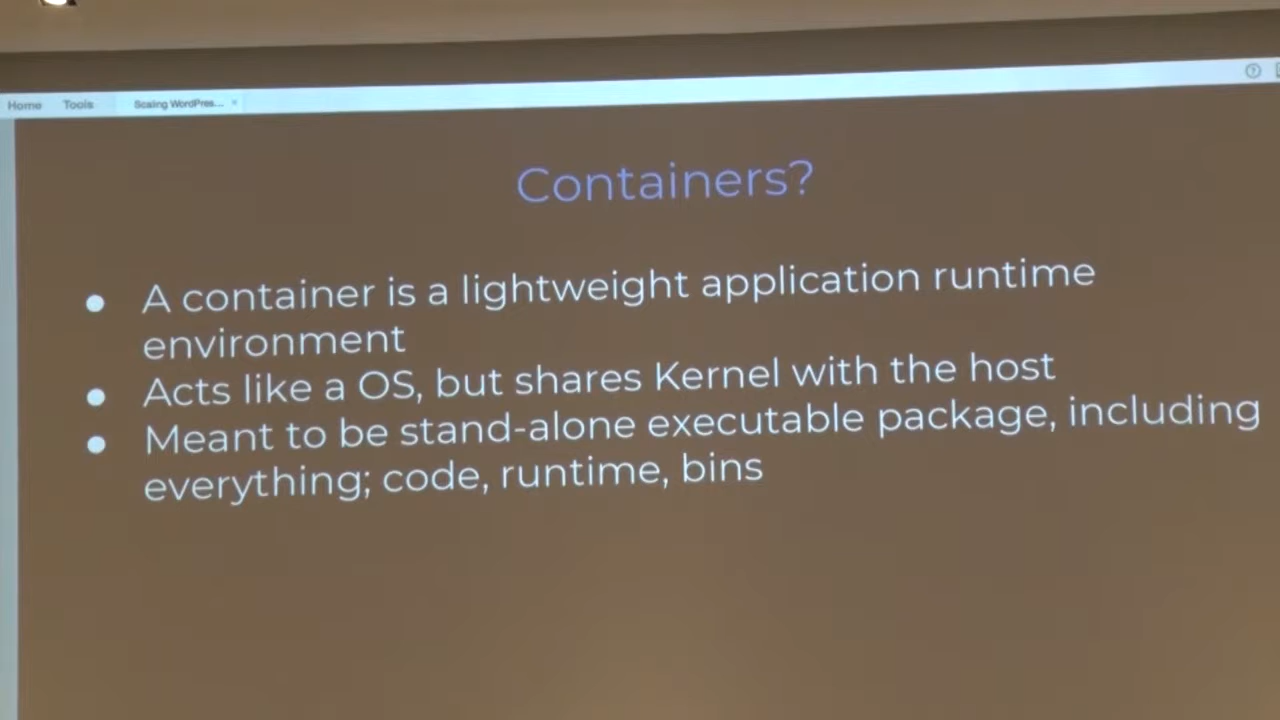 Home Tools Scaling WordPres... ×
Containers?
● A container is a lightweight application runtime
environment
● Acts like a OS, but shares Kernel with the host
● Meant to be stand-alone executable package, including
everything; code, runtime, bins